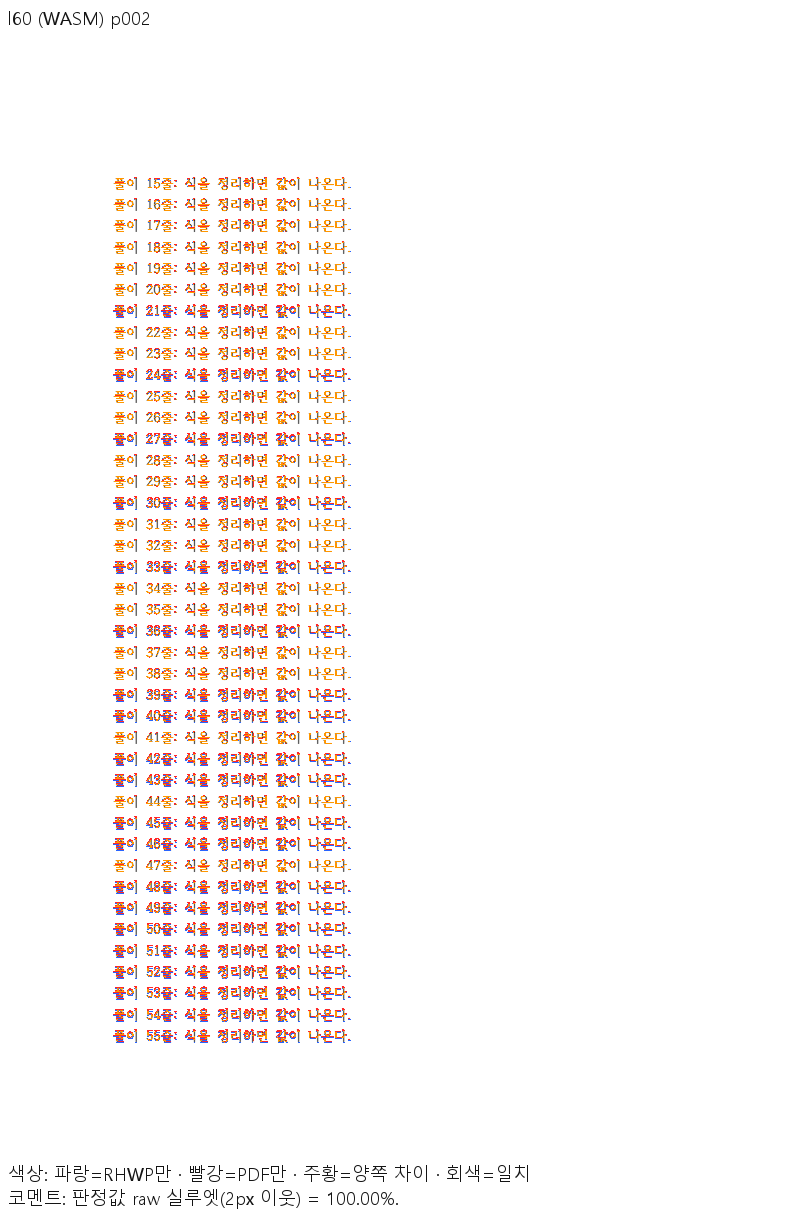 l60 (WASM) p002
풀이 15줄: 식을 정리하면 값이 나온다.
풀이 16줄: 식을 정리하면 값이 나온다.
풀이 17줄: 식을 정리하면 값이 나온다.
풀이 18줄: 식을 정리하면 값이 나온다.
풀이 19줄: 식을 정리하면 값이 나온다.
풀이 20줄: 식을 정리하면 값이 나온다.
풀이 21줄: 식을 정리하면 값이 나온다.
풀이 22줄: 식을 정리하면 값이 나온다.
풀이 23줄: 식을 정리하면 값이 나온다.
풀이 24줄: 식을 정리하면 값이 나온다.
풀이 25줄: 식을 정리하면 값이 나온다.
풀이 26줄: 식을 정리하면 값이 나온다.
풀이 27줄: 식을 정리하면 값이 나온다.
풀이 28줄: 식을 정리하면 값이 나온다.
풀이 29줄: 식을 정리하면 값이 나온다.
풀이 30줄: 식을 정리하면 값이 나온다.
풀이 31줄: 식을 정리하면 값이 나온다.
풀이 32줄: 식을 정리하면 값이 나온다.
풀이 33줄: 식을 정리하면 값이 나온다.
풀이 34줄: 식을 정리하면 값이 나온다.
풀이 35줄: 식을 정리하면 값이 나온다.
풀이 36줄: 식을 정리하면 값이 나온다.
풀이 37줄: 식을 정리하면 값이 나온다.
풀이 38줄: 식을 정리하면 값이 나온다.
풀이 39줄: 식을 정리하면 값이 나온다.
풀이 40줄: 식을 정리하면 값이 나온다.
풀이 41줄: 식을 정리하면 값이 나온다.
풀이 42줄: 식을 정리하면 값이 나온다.
풀이 43줄: 식을 정리하면 값이 나온다.
풀이 44줄: 식을 정리하면 값이 나온다.
풀이 45줄: 식을 정리하면 값이 나온다.
풀이 46줄: 식을 정리하면 값이 나온다.
풀이 47줄: 식을 정리하면 값이 나온다.
풀이 48줄: 식을 정리하면 값이 나온다.
풀이 49줄: 식을 정리하면 값이 나온다.
풀이 50줄: 식을 정리하면 값이 나온다.
풀이 51줄: 식을 정리하면 값이 나온다.
풀이 52줄: 식을 정리하면 값이 나온다.
풀이 53줄: 식을 정리하면 값이 나온다.
풀이 54줄: 식을 정리하면 값이 나온다.
풀이 55줄: 식을 정리하면 값이 나온다.
색상: 파랑=RHWP만 · 빨강=PDF만 · 주황=양쪽 차이 · 회색=일치
코멘트: 판정값 raw 실루엣(2px 이웃) = 100.00%.